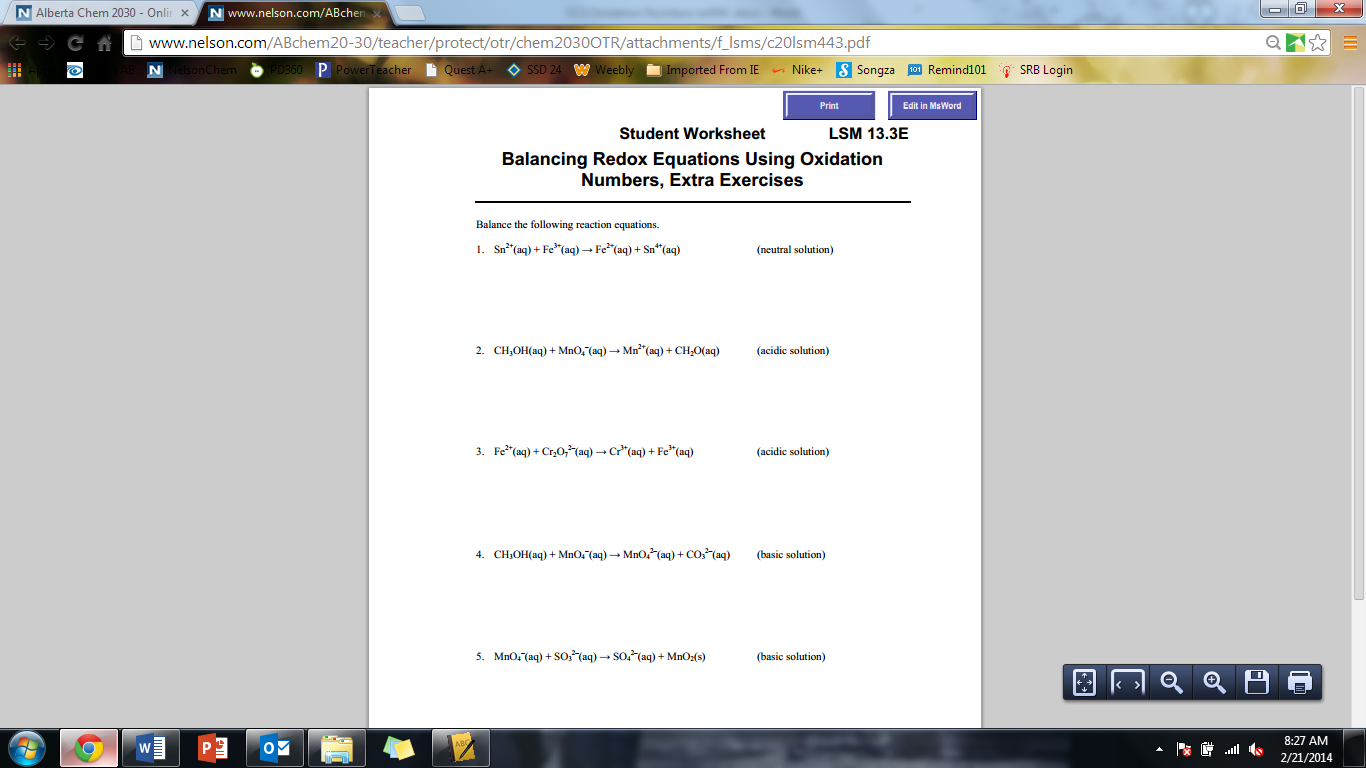 Alberta Chem 2030 - Onlin
www.nelson.com/ABchen
www.nelson.com/ABchem20-30/teacher/protect/otr/chem2030OTR/attachments/f_lsms/c20lsm443.pdf
NelsonChem PD360 PowerTeacher Quest A+ SSD 24 Weebly Imported From IE Nike+ Songza Remind101 SRB Login
Print Edit in MsWord
Student Worksheet LSM 13.3E
Balancing Redox Equations Using Oxidation
Numbers, Extra Exercises
Balance the following reaction equations.
1. Sn²⁺(aq) + Fe³⁺(aq) → Fe²⁺(aq) + Sn⁴⁺(aq) (neutral solution)
2. CH₃OH(aq) + MnO₄⁻(aq) → Mn²⁺(aq) + CH₂O(aq) (acidic solution)
3. Fe²⁺(aq) + Cr₂O₇²⁻(aq) → Cr³⁺(aq) + Fe³⁺(aq) (acidic solution)
4. CH₃OH(aq) + MnO₄⁻(aq) → MnO₄²⁻(aq) + CO₃²⁻(aq) (basic solution)
5. MnO₄⁻(aq) + SO₃²⁻(aq) → SO₄²⁻(aq) + MnO₂(s) (basic solution)
8:27 AM
2/21/2014